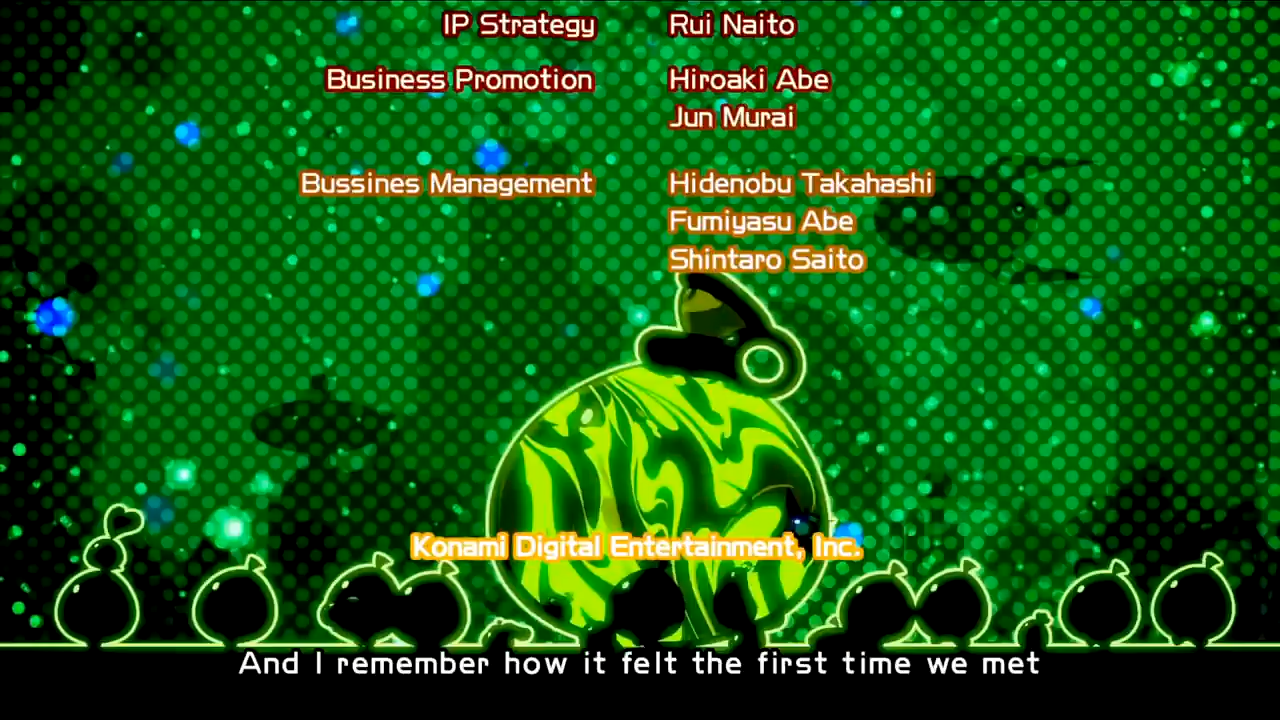 IP Strategy Rui Naito
Business Promotion Hiroaki Abe
Jun Murai
Bussines Management Hidenobu Takahashi
Fumiyasu Abe
Shintaro Saito
Konami Digital Entertainment, Inc.
And I remember how it felt the first time we met